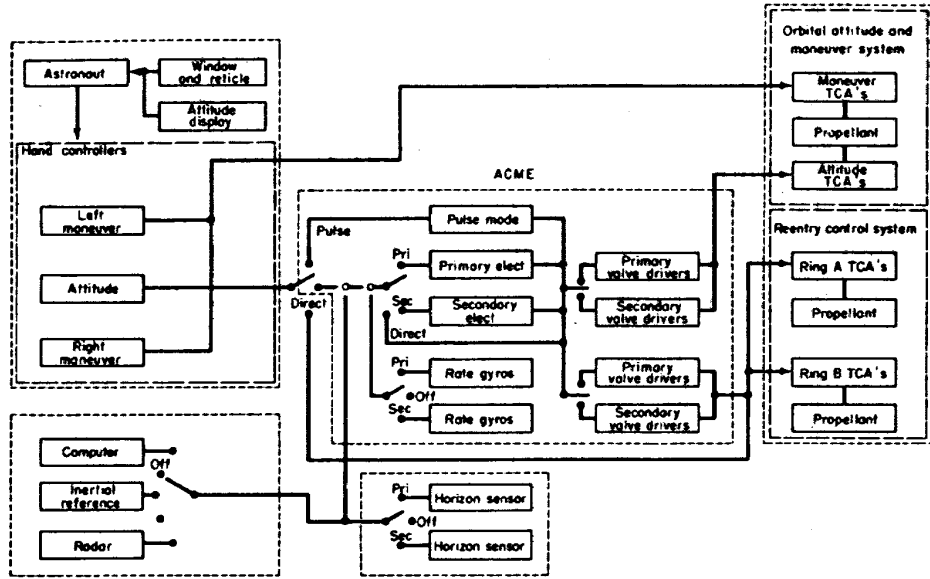 Orbital attitude and
maneuver system
Astronaut
Window
and reticle
Attitude
display
Maneuver
TCA's
Propellant
Attitude
TCA's
Hand controllers
Left
maneuver
Attitude
Right
maneuver
ACME
Pulse
Direct
Pulse mode
Pri
Primary elect
Sec
Secondary
elect
Direct
Pri
Rate gyros
Off
Sec
Rate gyros
Primary
valve drivers
Secondary
valve drivers
Primary
valve drivers
Secondary
valve drivers
Reentry control system
Ring A TCA's
Propellant
Ring B TCA's
Propellant
Computer
Off
Inertial
reference
Radar
Pri
Horizon sensor
Off
Sec
Horizon sensor